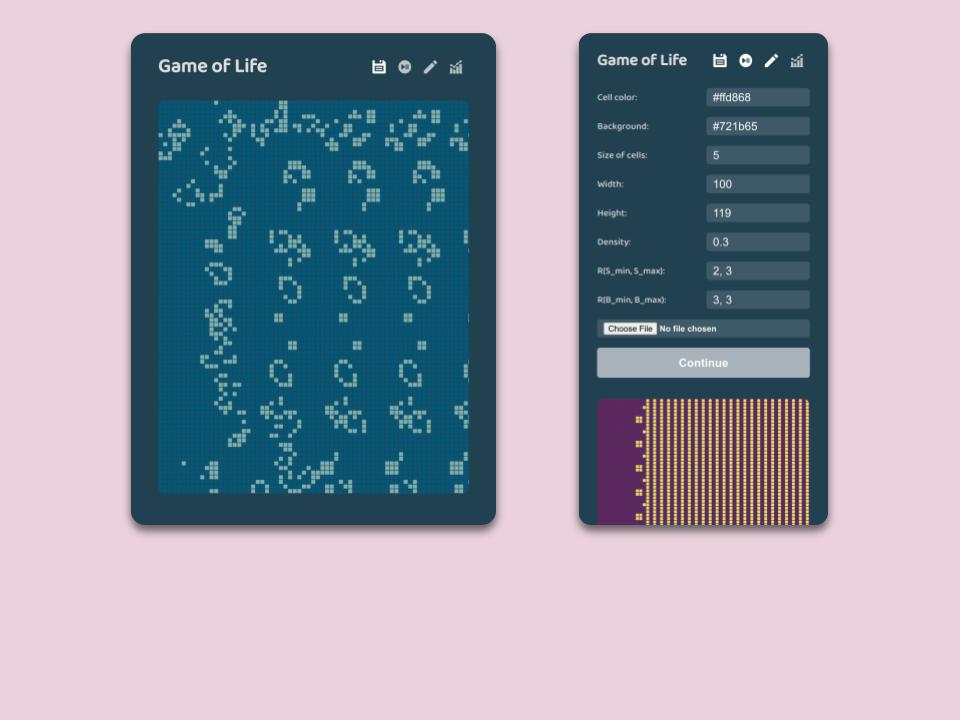 Game of Life
Game of Life
Cell color: #ffd868
Background: #721b65
Size of cells: 5
Width: 100
Height: 119
Density: 0.3
R(S_min, S_max): 2, 3
R(B_min, B_max): 3, 3
Choose File No file chosen
Continue